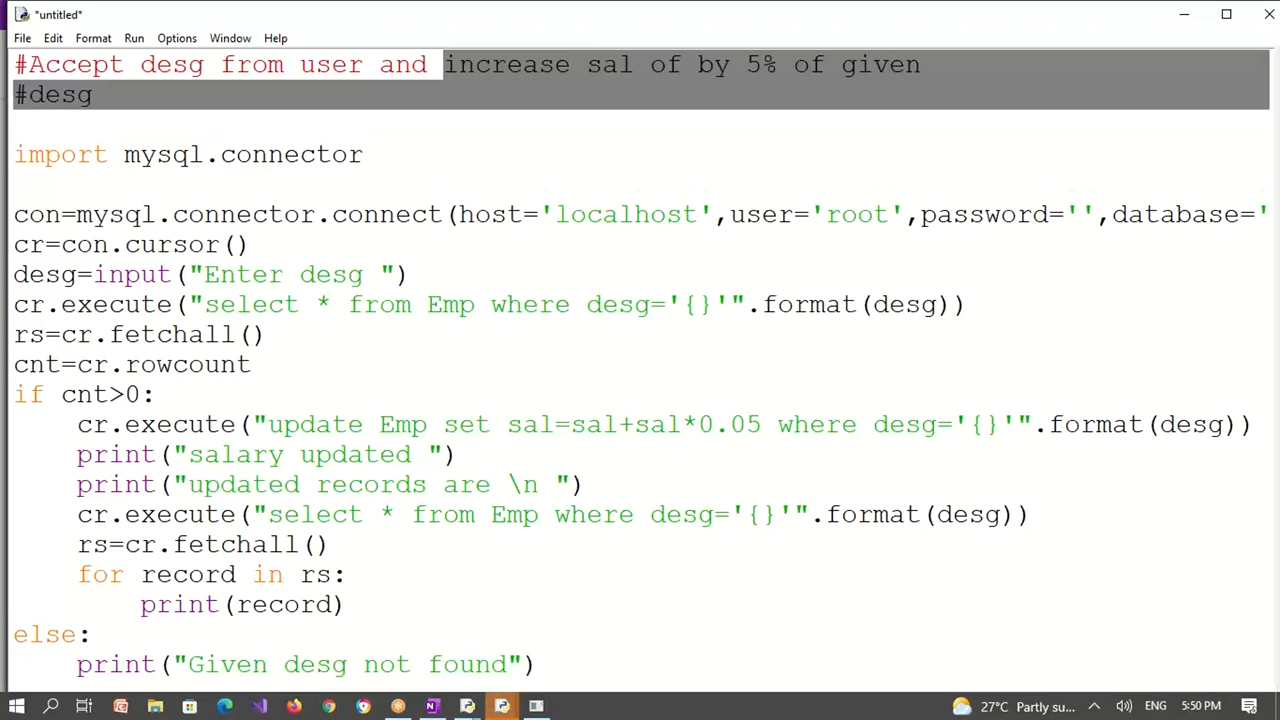 *untitled*
File Edit Format Run Options Window Help
#Accept desg from user and increase sal of by 5% of given
#desg
import mysql.connector
con=mysql.connector.connect(host='localhost',user='root',password='',database='
cr=con.cursor()
desg=input("Enter desg ")
cr.execute("select * from Emp where desg='{}'".format(desg))
rs=cr.fetchall()
cnt=cr.rowcount
if cnt>0:
    cr.execute("update Emp set sal=sal+sal*0.05 where desg='{}'".format(desg))
    print("salary updated ")
    print("updated records are \n ")
    cr.execute("select * from Emp where desg='{}'".format(desg))
    rs=cr.fetchall()
    for record in rs:
        print(record)
else:
    print("Given desg not found")
27°C Partly su... ENG 5:50 PM